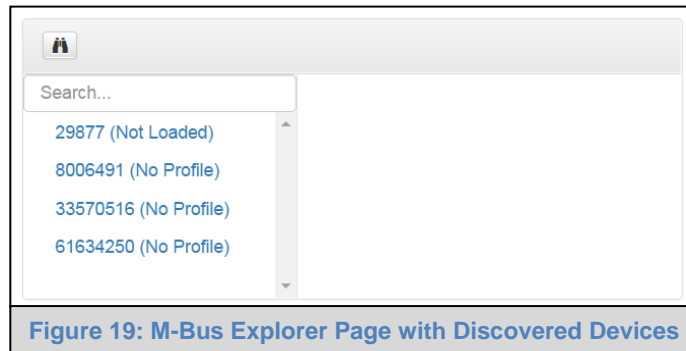 Search...
29877 (Not Loaded)
8006491 (No Profile)
33570516 (No Profile)
61634250 (No Profile)
Figure 19: M-Bus Explorer Page with Discovered Devices